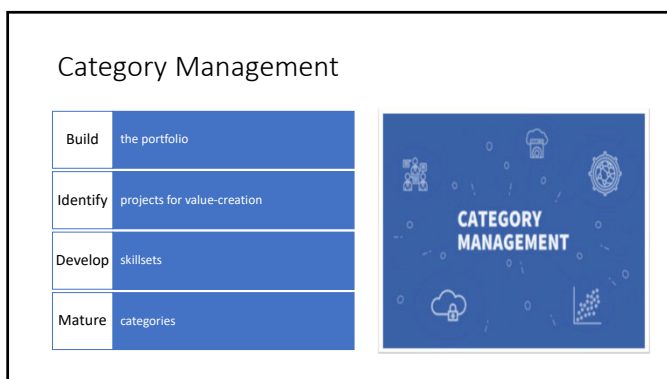 Category Management
Build the portfolio
Identify projects for value-creation
Develop skillsets
Mature categories
CATEGORY
MANAGEMENT